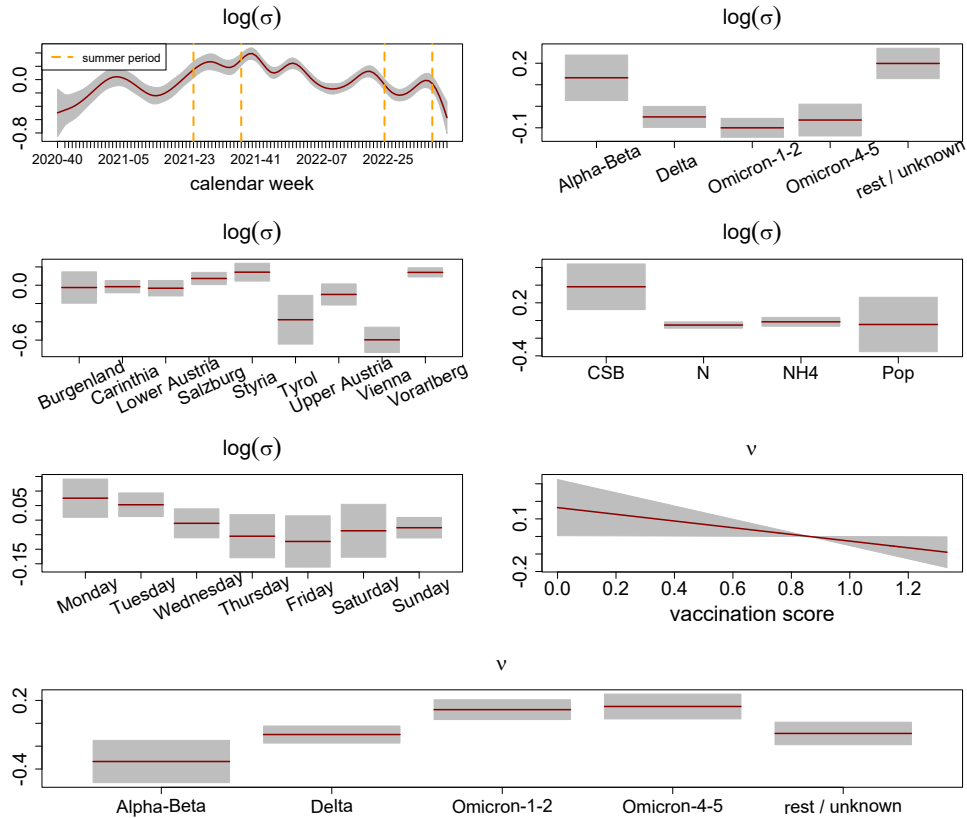 log(σ)
log(σ)
summer period
0.0
-0.8
2020-40 2021-05 2021-23 2021-41 2022-07 2022-25
calendar week
0.2
-0.1
Alpha-Beta Delta Omicron-1-2 Omicron-4-5 rest / unknown
log(σ)
log(σ)
0.0
-0.6
Burgenland Carinthia Lower Austria Salzburg Styria Tyrol Upper Austria Vienna Vorarlberg
0.2
-0.4
CSB N NH4 Pop
log(σ)
ν
0.05
-0.15
Monday Tuesday Wednesday Thursday Friday Saturday Sunday
0.1
-0.2
0.0 0.2 0.4 0.6 0.8 1.0 1.2
vaccination score
ν
0.2
-0.4
Alpha-Beta Delta Omicron-1-2 Omicron-4-5 rest / unknown